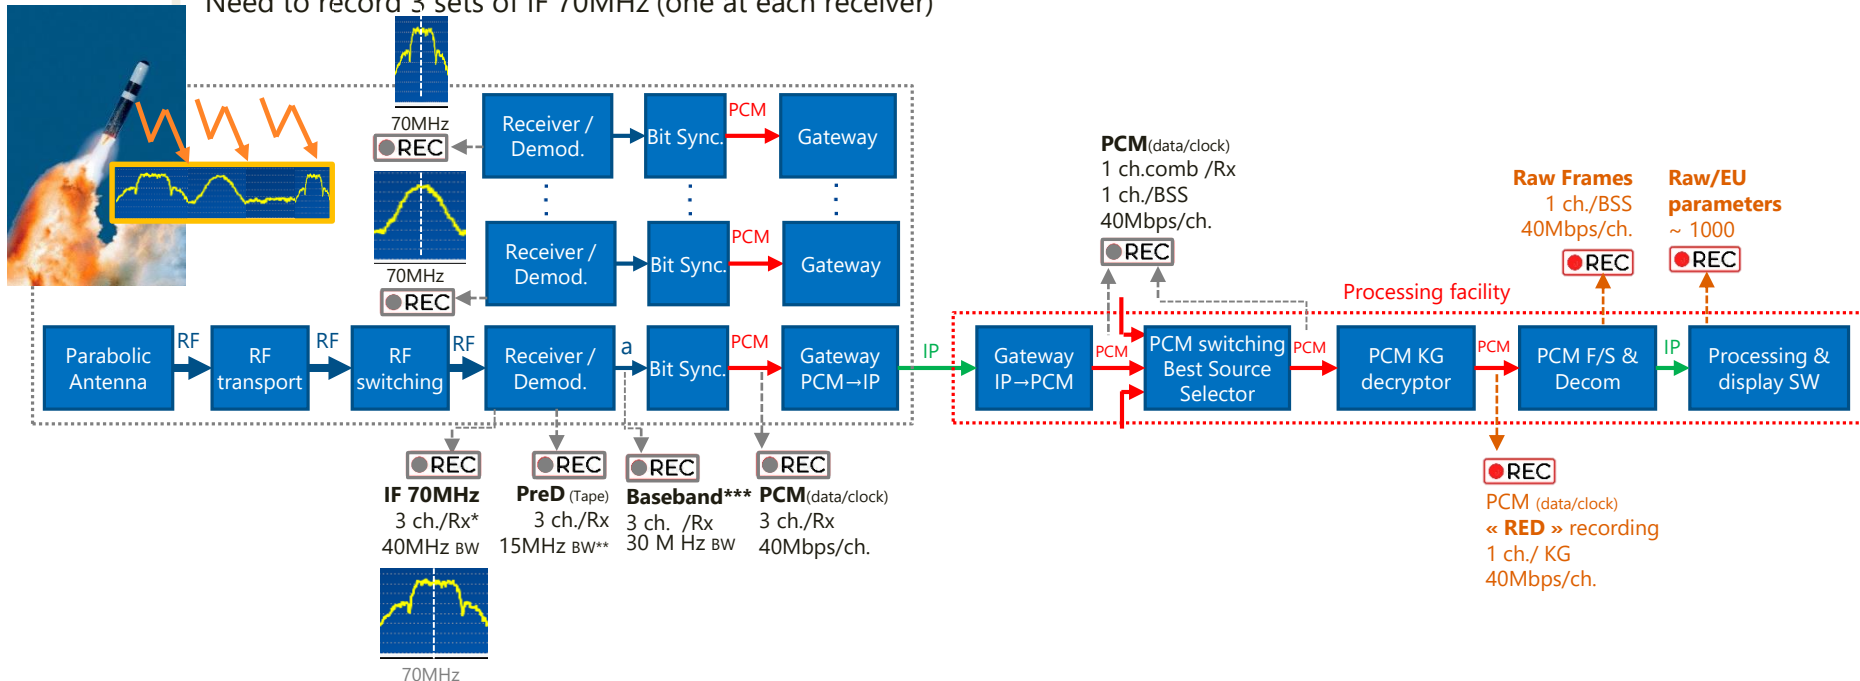 Need to record 3 sets of IF 70MHz (one at each receiver)
70MHz
REC
Receiver /
Demod.
Bit Sync.
PCM
Gateway
70MHz
REC
Receiver /
Demod.
Bit Sync.
PCM
Gateway
PCM(data/clock)
1 ch.comb /Rx
1 ch./BSS
40Mbps/ch.
REC
Raw Frames
1 ch./BSS
40Mbps/ch.
REC
Raw/EU
parameters
~ 1000
REC
Processing facility
Parabolic
Antenna
RF
RF
transport
RF
RF
switching
RF
Receiver /
Demod.
a
Bit Sync.
PCM
Gateway
PCM→IP
IP
Gateway
IP→PCM
PCM
PCM switching
Best Source
Selector
PCM
PCM KG
decryptor
PCM
PCM F/S &
Decom
IP
Processing &
display SW
REC
IF 70MHz
3 ch./Rx*
40MHz BW
REC
PreD (Tape)
3 ch./Rx
15MHz BW**
REC
Baseband***
3 ch. /Rx
30 M Hz BW
REC
PCM(data/clock)
3 ch./Rx
40Mbps/ch.
REC
PCM (data/clock)
« RED » recording
1 ch./ KG
40Mbps/ch.
70MHz